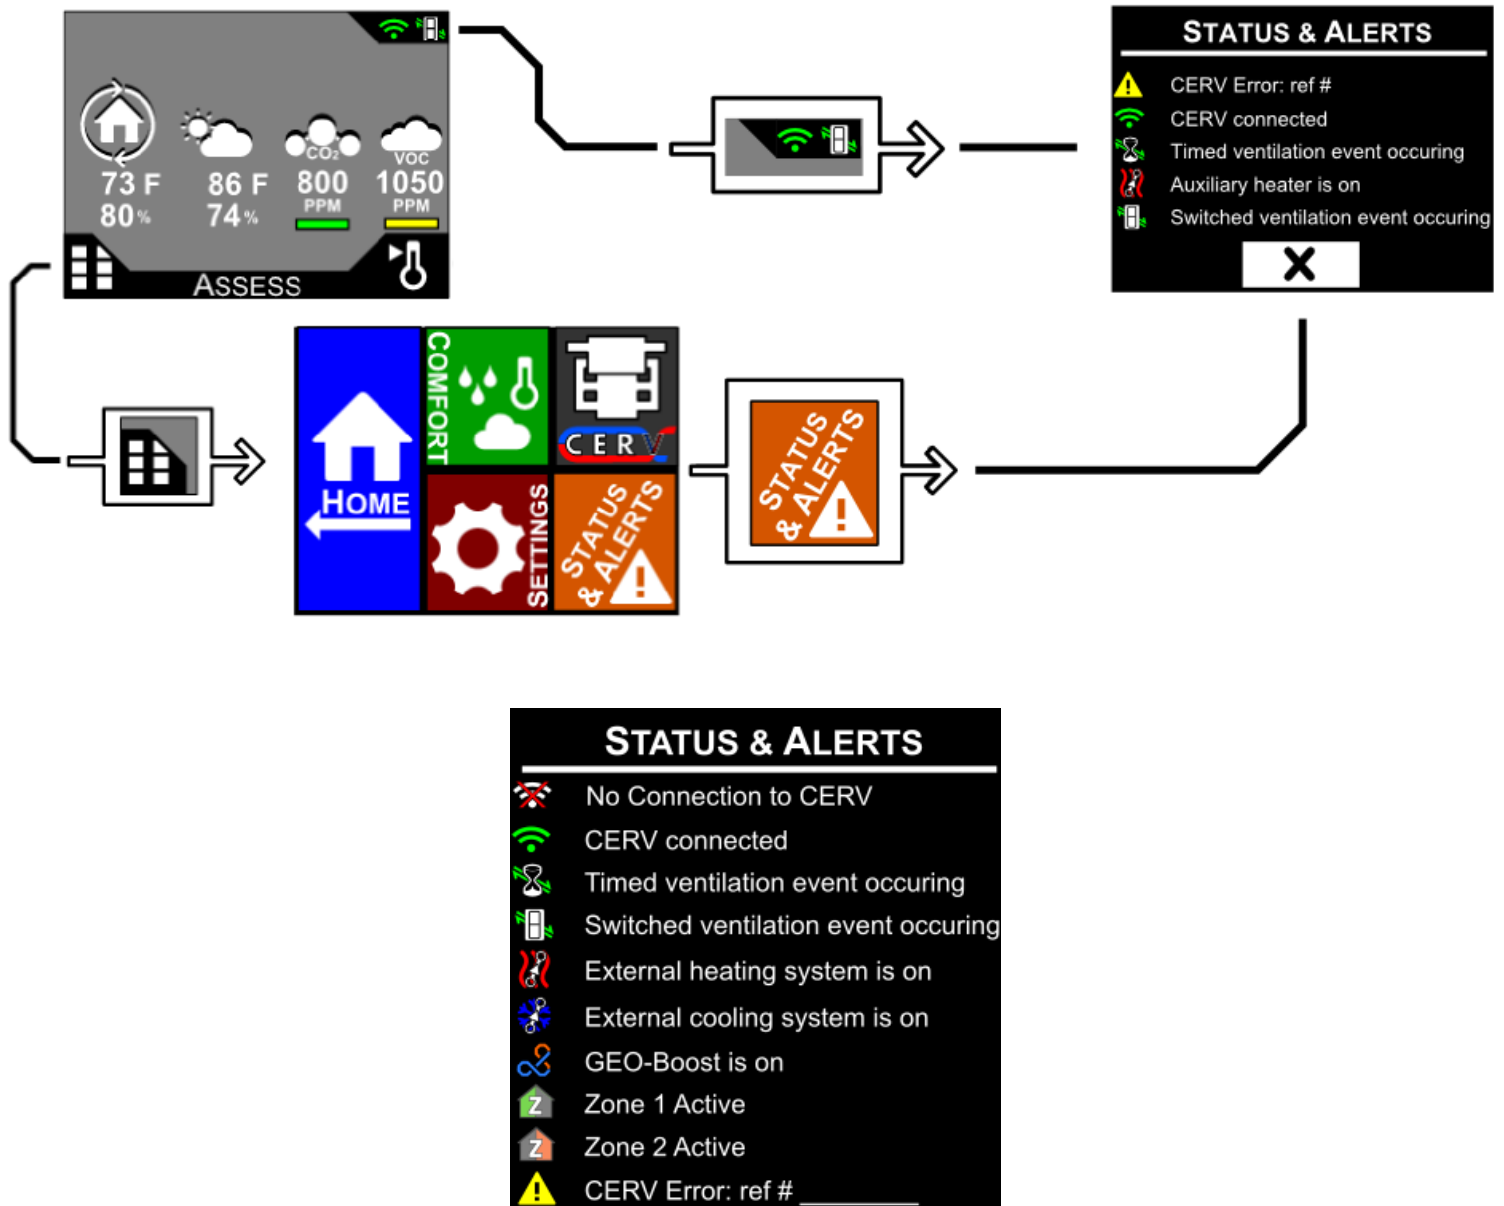 CO₂
VOC
73 F
86 F
800
1050
80%
74%
PPM
PPM
ASSESS
STATUS & ALERTS
CERV Error: ref #
CERV connected
Timed ventilation event occuring
Auxiliary heater is on
Switched ventilation event occuring
X
HOME
COMFORT
CERV
SETTINGS
STATUS
& ALERTS
STATUS
& ALERTS
STATUS & ALERTS
No Connection to CERV
CERV connected
Timed ventilation event occuring
Switched ventilation event occuring
External heating system is on
External cooling system is on
GEO-Boost is on
Z Zone 1 Active
Z Zone 2 Active
CERV Error: ref # ________